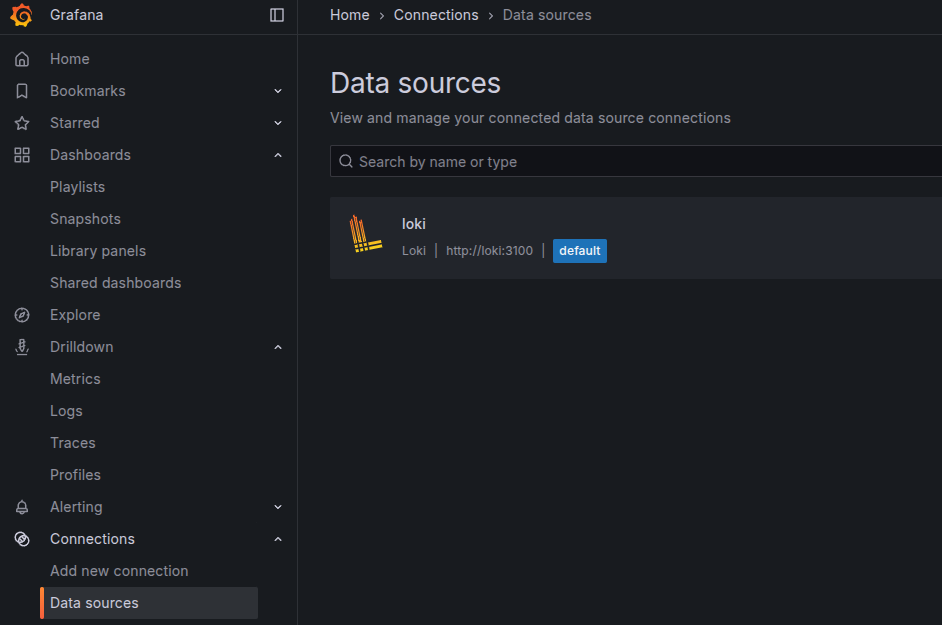 Grafana
Home
Bookmarks
Starred
Dashboards
Playlists
Snapshots
Library panels
Shared dashboards
Explore
Drilldown
Metrics
Logs
Traces
Profiles
Alerting
Connections
Add new connection
Data sources
Home › Connections › Data sources
Data sources
View and manage your connected data source connections
Search by name or type
loki
Loki | http://loki:3100 | default